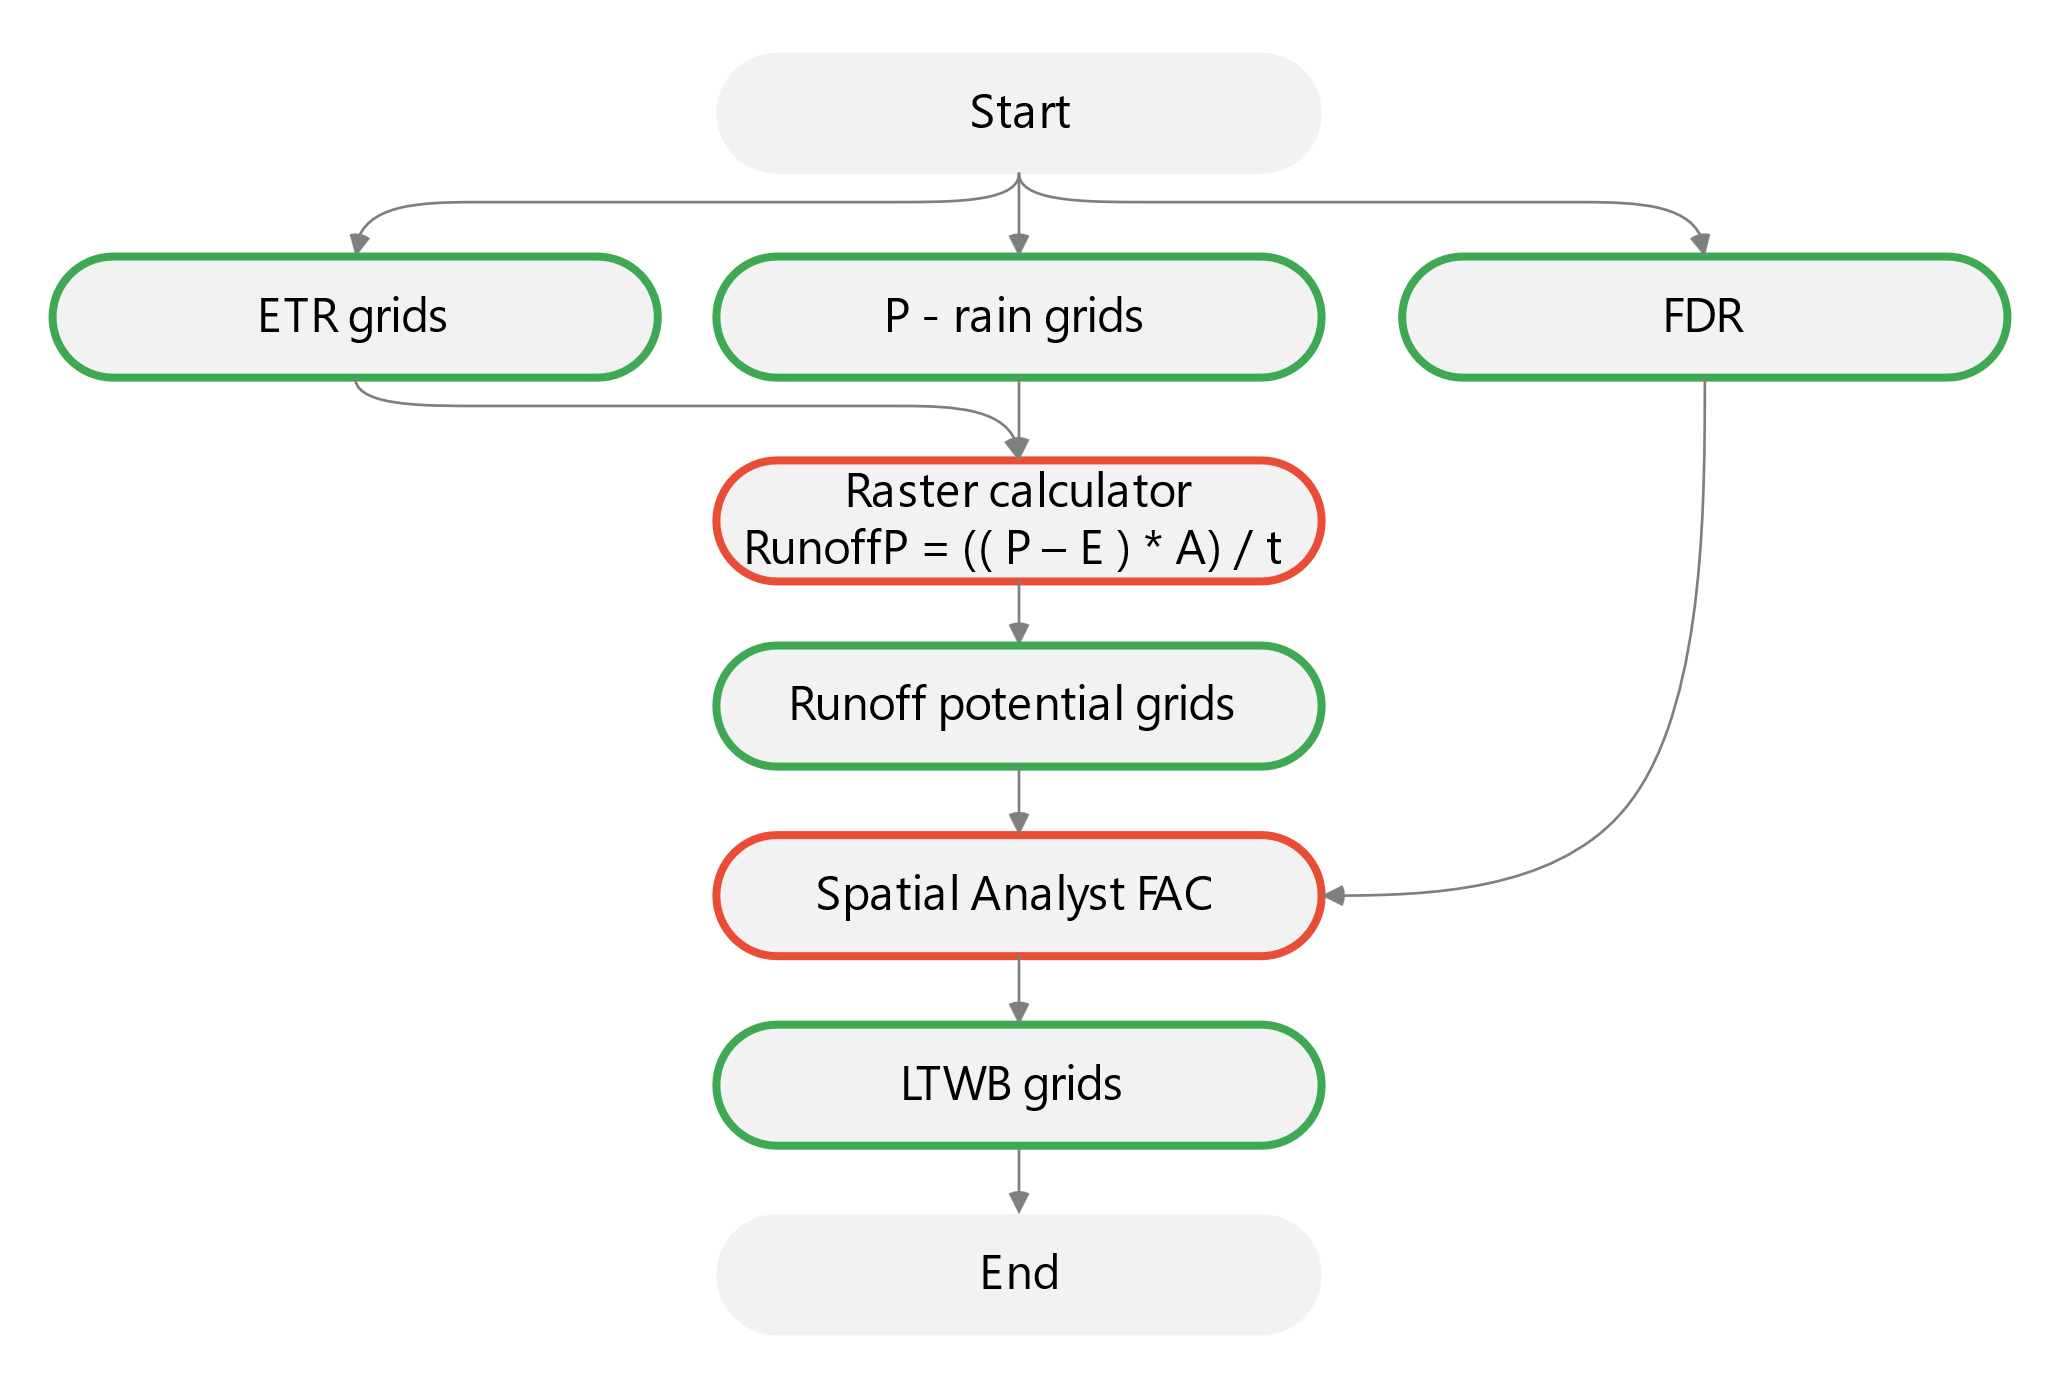 Start
ETR grids
P - rain grids
FDR
Raster calculator
RunoffP = (( P – E ) * A) / t
Runoff potential grids
Spatial Analyst FAC
LTWB grids
End